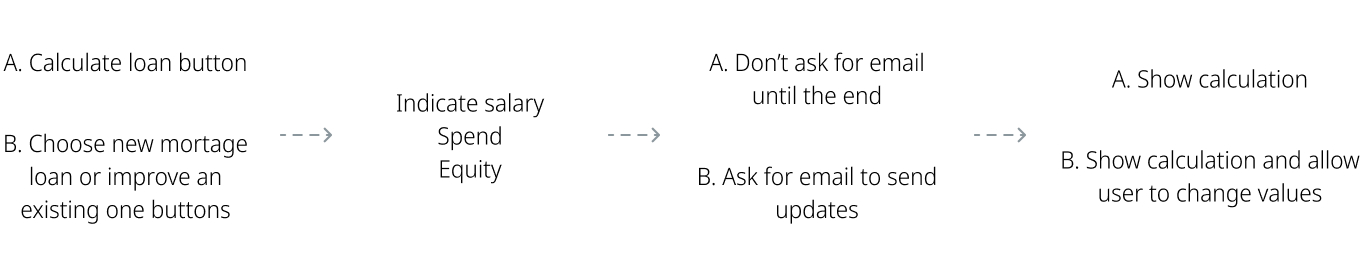 A. Calculate loan button
B. Choose new mortage
loan or improve an
existing one buttons
Indicate salary
Spend
Equity
A. Don't ask for email
until the end
B. Ask for email to send
updates
A. Show calculation
B. Show calculation and allow
user to change values